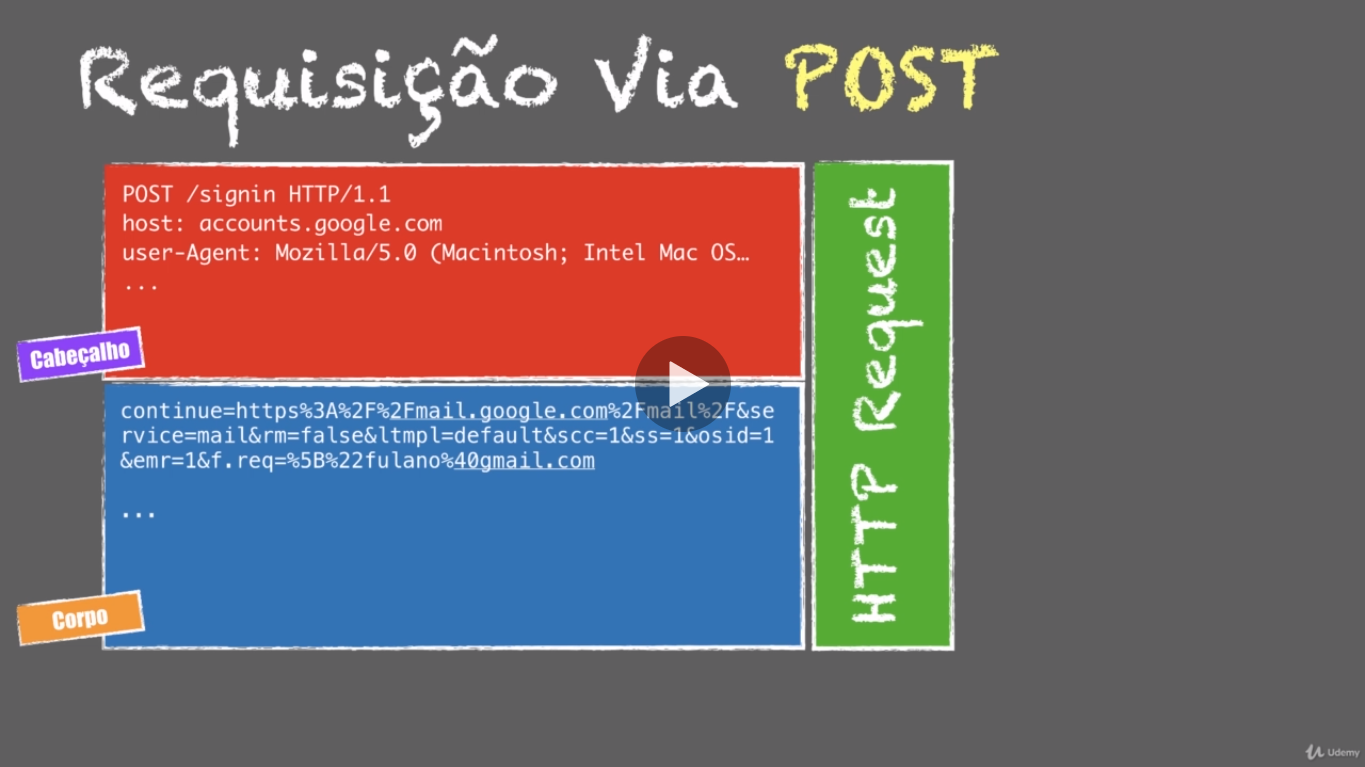 Requisição Via POST
POST /signin HTTP/1.1
host: accounts.google.com
user-Agent: Mozilla/5.0 (Macintosh; Intel Mac OS…
...
Cabeçalho
continue=https%3A%2F%2Fmail.google.com%2Fmail%2F&se
rvice=mail&rm=false&ltmpl=default&scc=1&ss=1&osid=1
&emr=1&f.req=%5B%22fulano%40gmail.com
...
Corpo
HTTP Request
Udemy